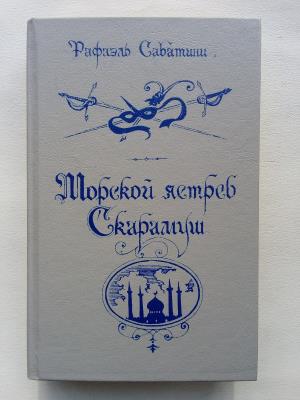 Рафаэль Сабатини
Морской ястреб
Скарамуш